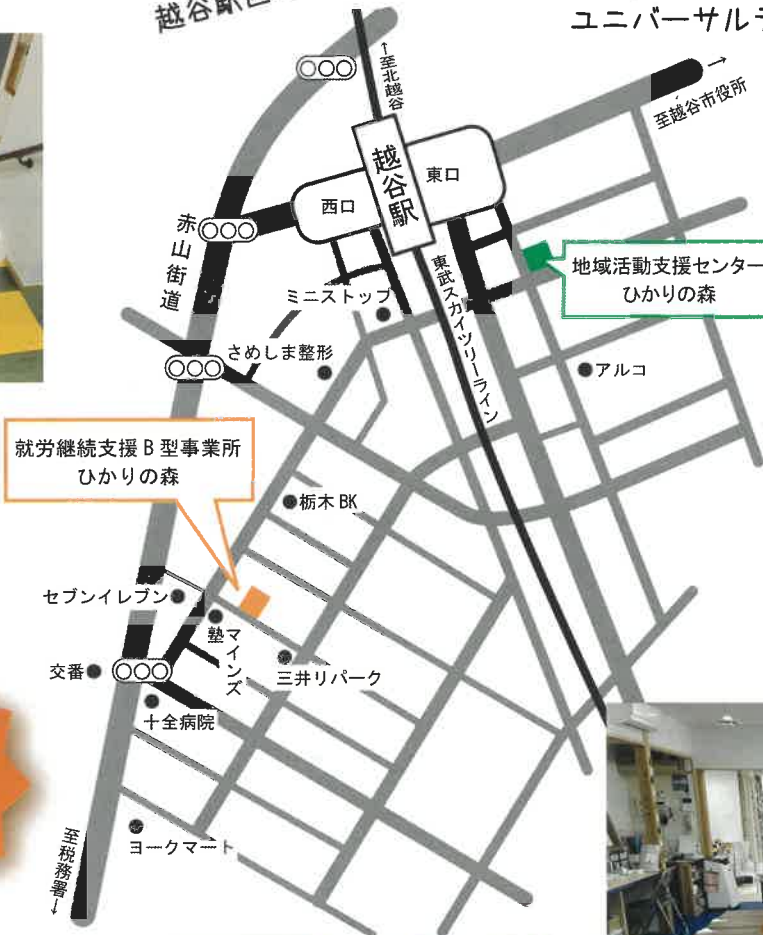 越谷駅西
ユニバーサルデ
↑至北越谷
→
至越谷市役所
越谷駅
東口
西口
赤山街道
東武スカイツリーライン
地域活動支援センター
ひかりの森
ミニストップ
さめしま整形
アルコ
就労継続支援B型事業所
ひかりの森
栃木BK
セブンイレブン
塾マインズ
交番
三井リパーク
十全病院
ヨークマート
至税務署↓